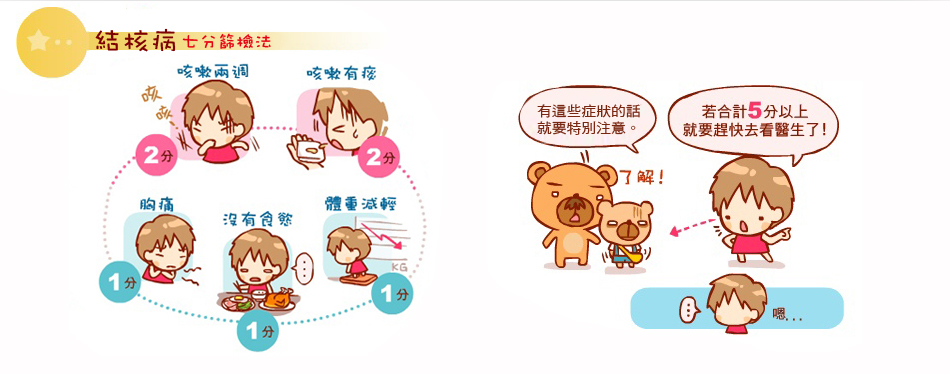 結核病 七分篩檢法
咳嗽兩週
咳嗽有痰
咳
咳
2分
2分
胸痛
沒有食慾
體重減輕
...
KG
1分
1分
1分
有這些症狀的話
就要特別注意。
若合計5分以上
就要趕快去看醫生了!
了解!
...
嗯...